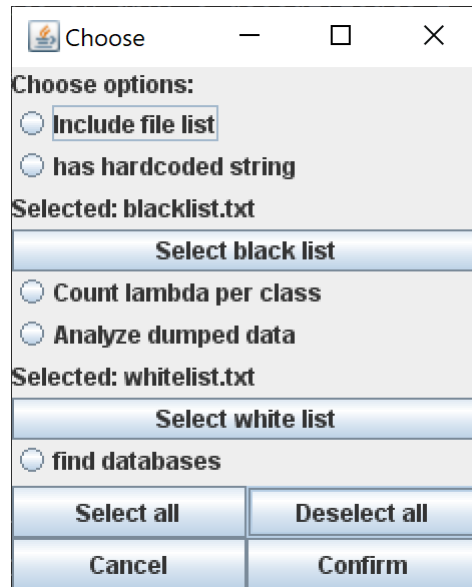 Choose
Choose options:
Include file list
has hardcoded string
Selected: blacklist.txt
Select black list
Count lambda per class
Analyze dumped data
Selected: whitelist.txt
Select white list
find databases
Select all Deselect all
Cancel Confirm